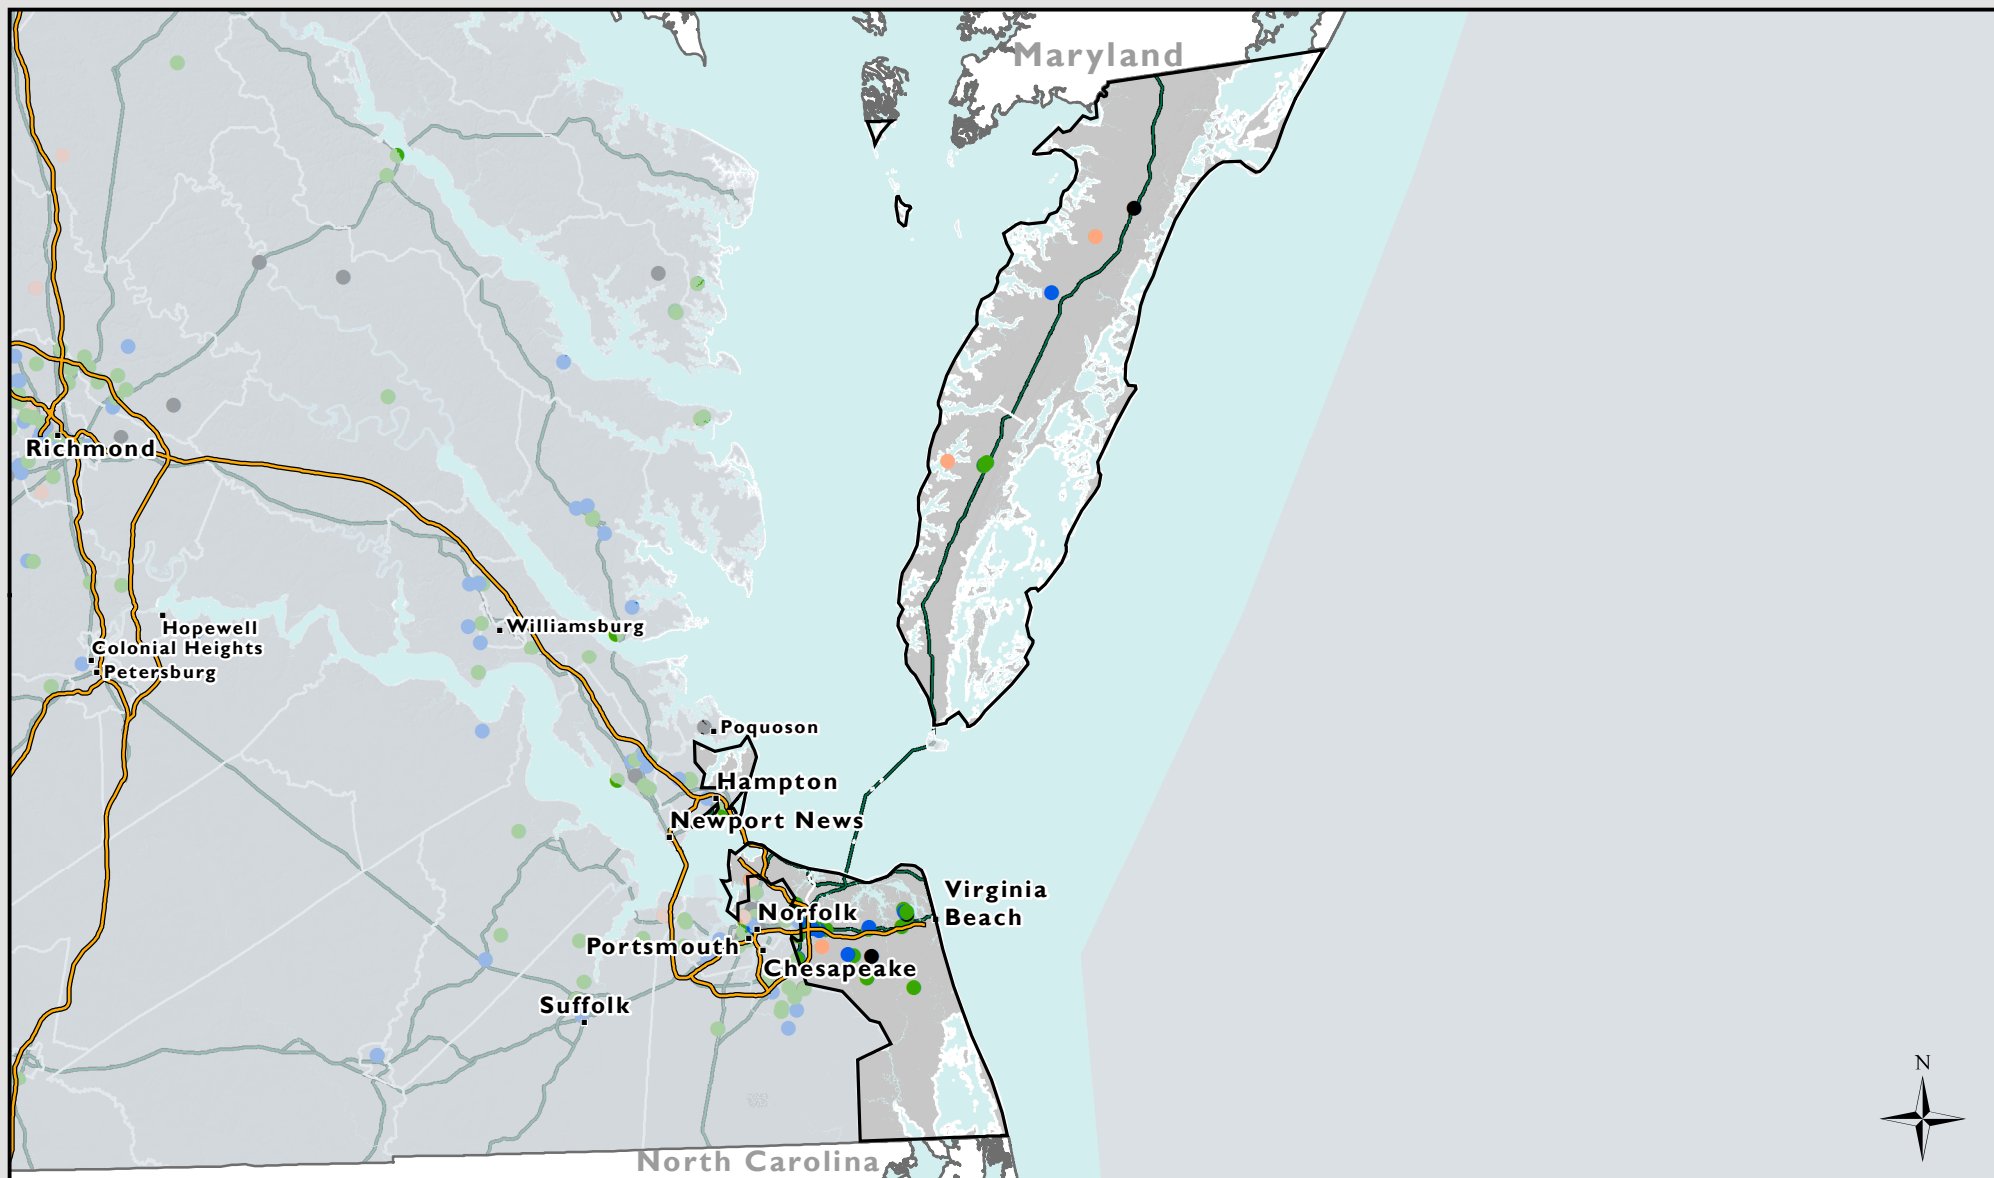 Maryland
Richmond
Hopewell
Williamsburg
Colonial Heights
Petersburg
Poquoson
Hampton
Newport News
Virginia
Beach
Norfolk
Portsmouth
Chesapeake
Suffolk
N
North Carolina